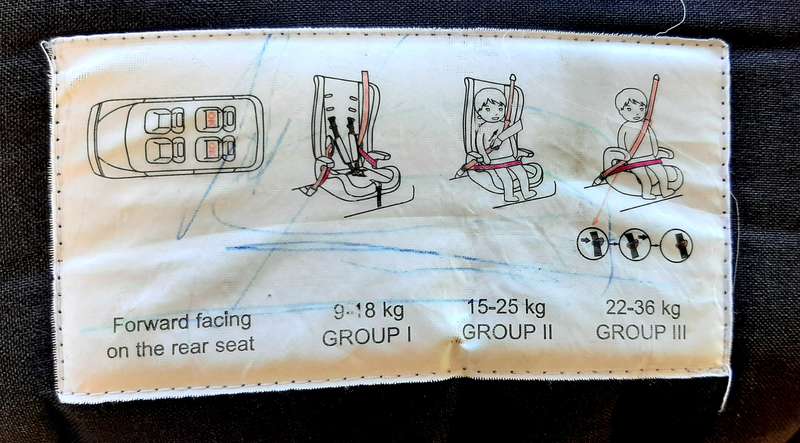 Forward facing
on the rear seat
9-18 kg
GROUP I
15-25 kg
GROUP II
22-36 kg
GROUP III